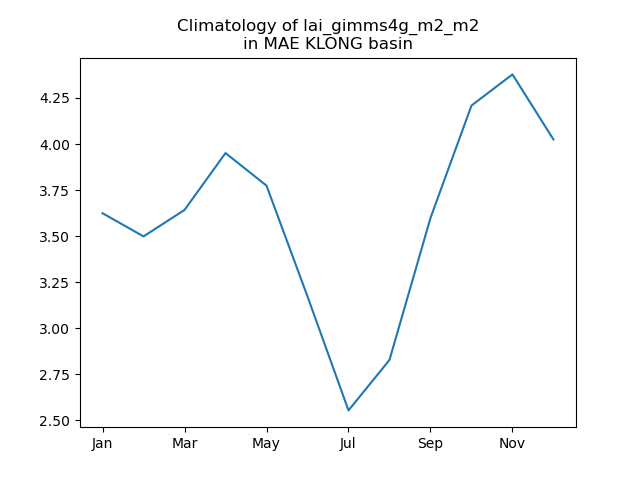 Climatology of lai_gimms4g_m2_m2
in MAE KLONG basin
4.25
4.00
3.75
3.50
3.25
3.00
2.75
2.50
Jan Mar May Jul Sep Nov